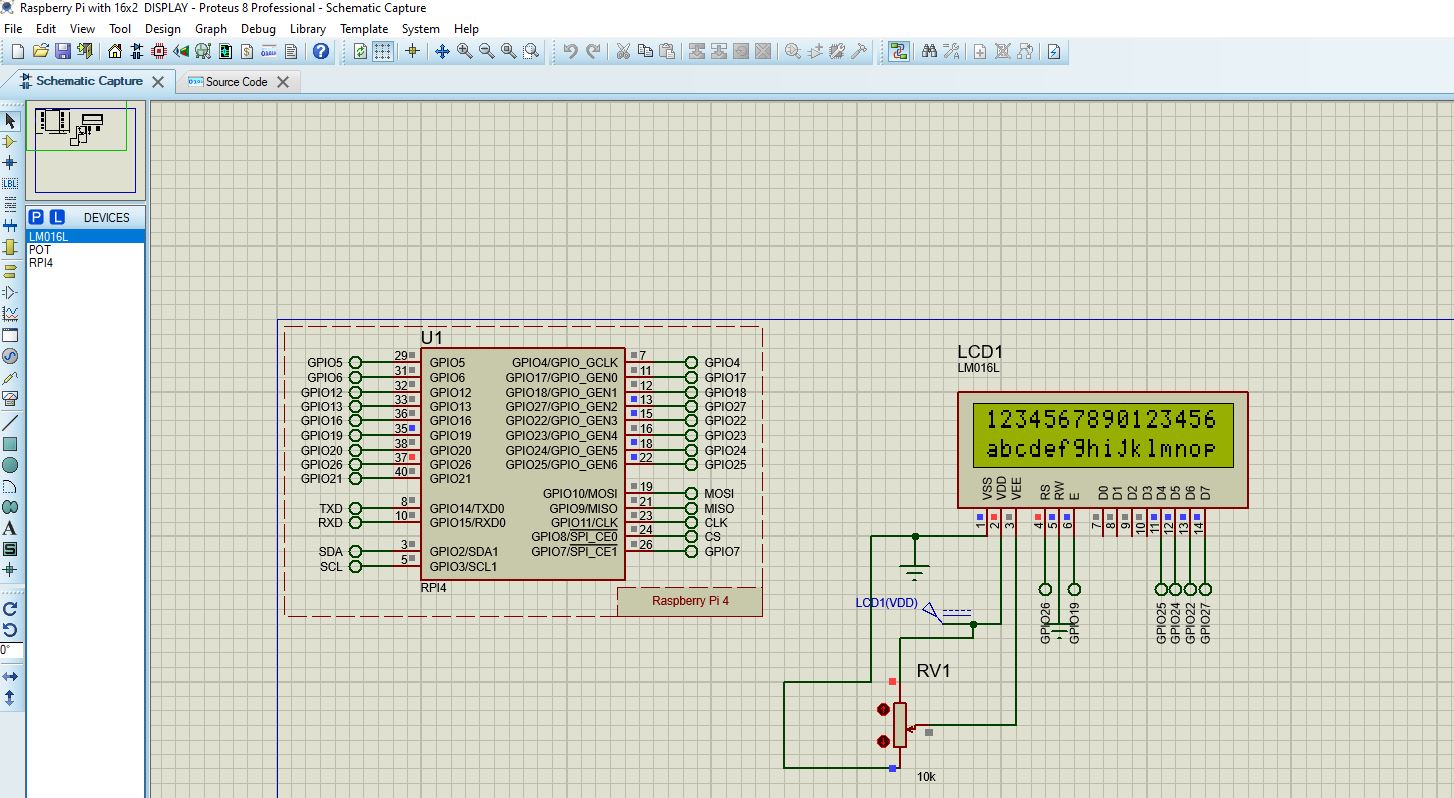 Raspberry Pi with 16x2 DISPLAY - Proteus 8 Professional - Schematic Capture
File Edit View Tool Design Graph Debug Library Template System Help
Schematic Capture Source Code
P L DEVICES
LM016L
POT
RPI4
LBL
A
S
0°
U1
GPIO5 29 GPIO5 GPIO4/GPIO_GCLK 7 GPIO4
GPIO6 31 GPIO6 GPIO17/GPIO_GEN0 11 GPIO17
GPIO12 32 GPIO12 GPIO18/GPIO_GEN1 12 GPIO18
GPIO13 33 GPIO13 GPIO27/GPIO_GEN2 13 GPIO27
GPIO16 36 GPIO16 GPIO22/GPIO_GEN3 15 GPIO22
GPIO19 35 GPIO19 GPIO23/GPIO_GEN4 16 GPIO23
GPIO20 38 GPIO20 GPIO24/GPIO_GEN5 18 GPIO24
GPIO26 37 GPIO26 GPIO25/GPIO_GEN6 22 GPIO25
GPIO21 40 GPIO21
GPIO10/MOSI 19 MOSI
TXD 8 GPIO14/TXD0 GPIO9/MISO 21 MISO
RXD 10 GPIO15/RXD0 GPIO11/CLK 23 CLK
GPIO8/SPI_CE0 24 CS
SDA 3 GPIO2/SDA1 GPIO7/SPI_CE1 26 GPIO7
SCL 5 GPIO3/SCL1
RPI4
Raspberry Pi 4
LCD1
LM016L
1234567890123456
abcdefghijklmnop
VSS VDD VEE RS RW E D0 D1 D2 D3 D4 D5 D6 D7
1 2 3 4 5 6 7 8 9 10 11 12 13 14
LCD1(VDD)
GPIO26 GPIO19 GPIO25 GPIO24 GPIO22 GPIO27
RV1
10k